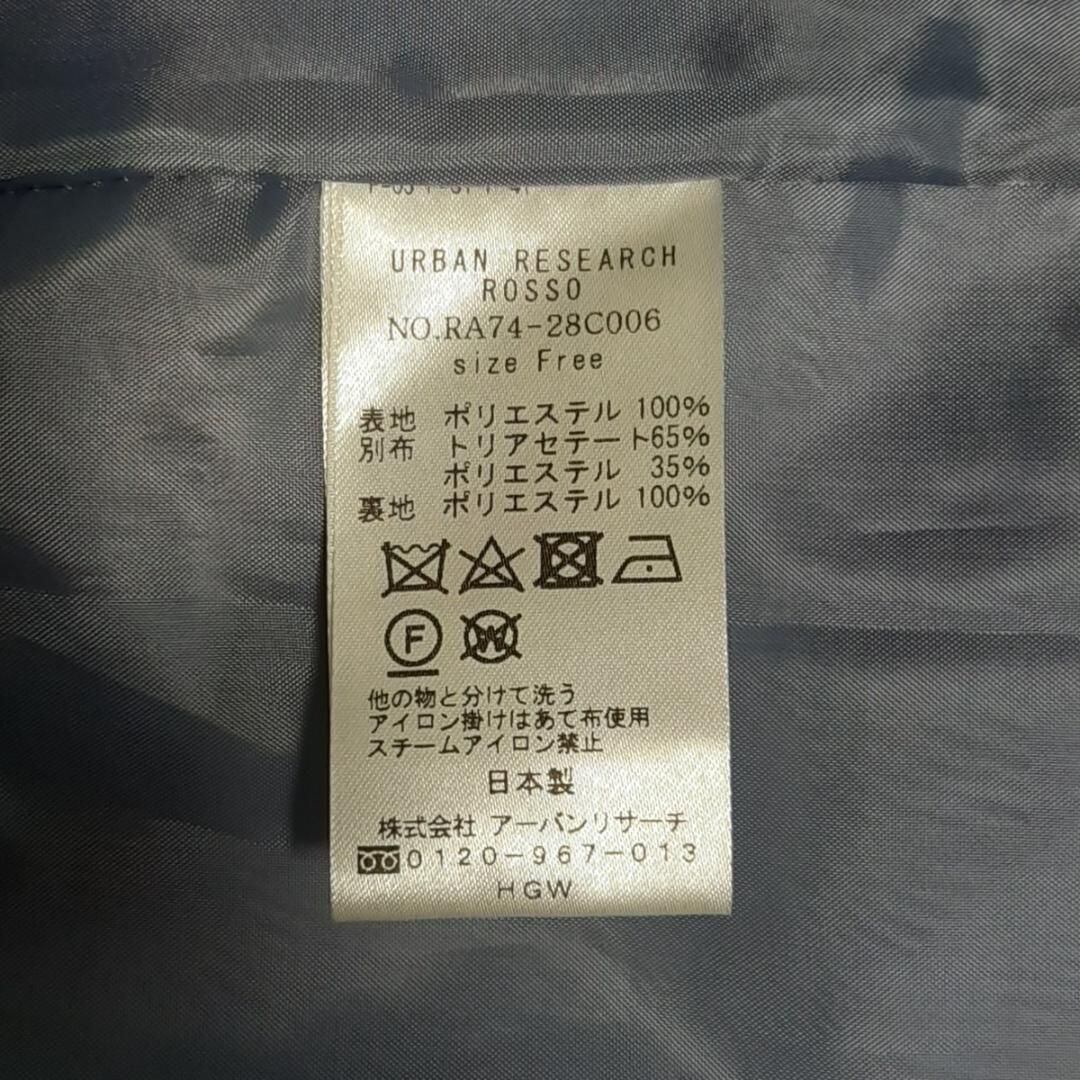 URBAN RESEARCH
ROSSO
NO.RA74-28C006
size Free
表地 ポリエステル 100%
別布 トリアセテート65%
ポリエステル 35%
裏地 ポリエステル 100%
F W
他の物と分けて洗う
アイロン掛けはあて布使用
スチームアイロン禁止
日本製
株式会社 アーバンリサーチ
0120-967-013
HGW